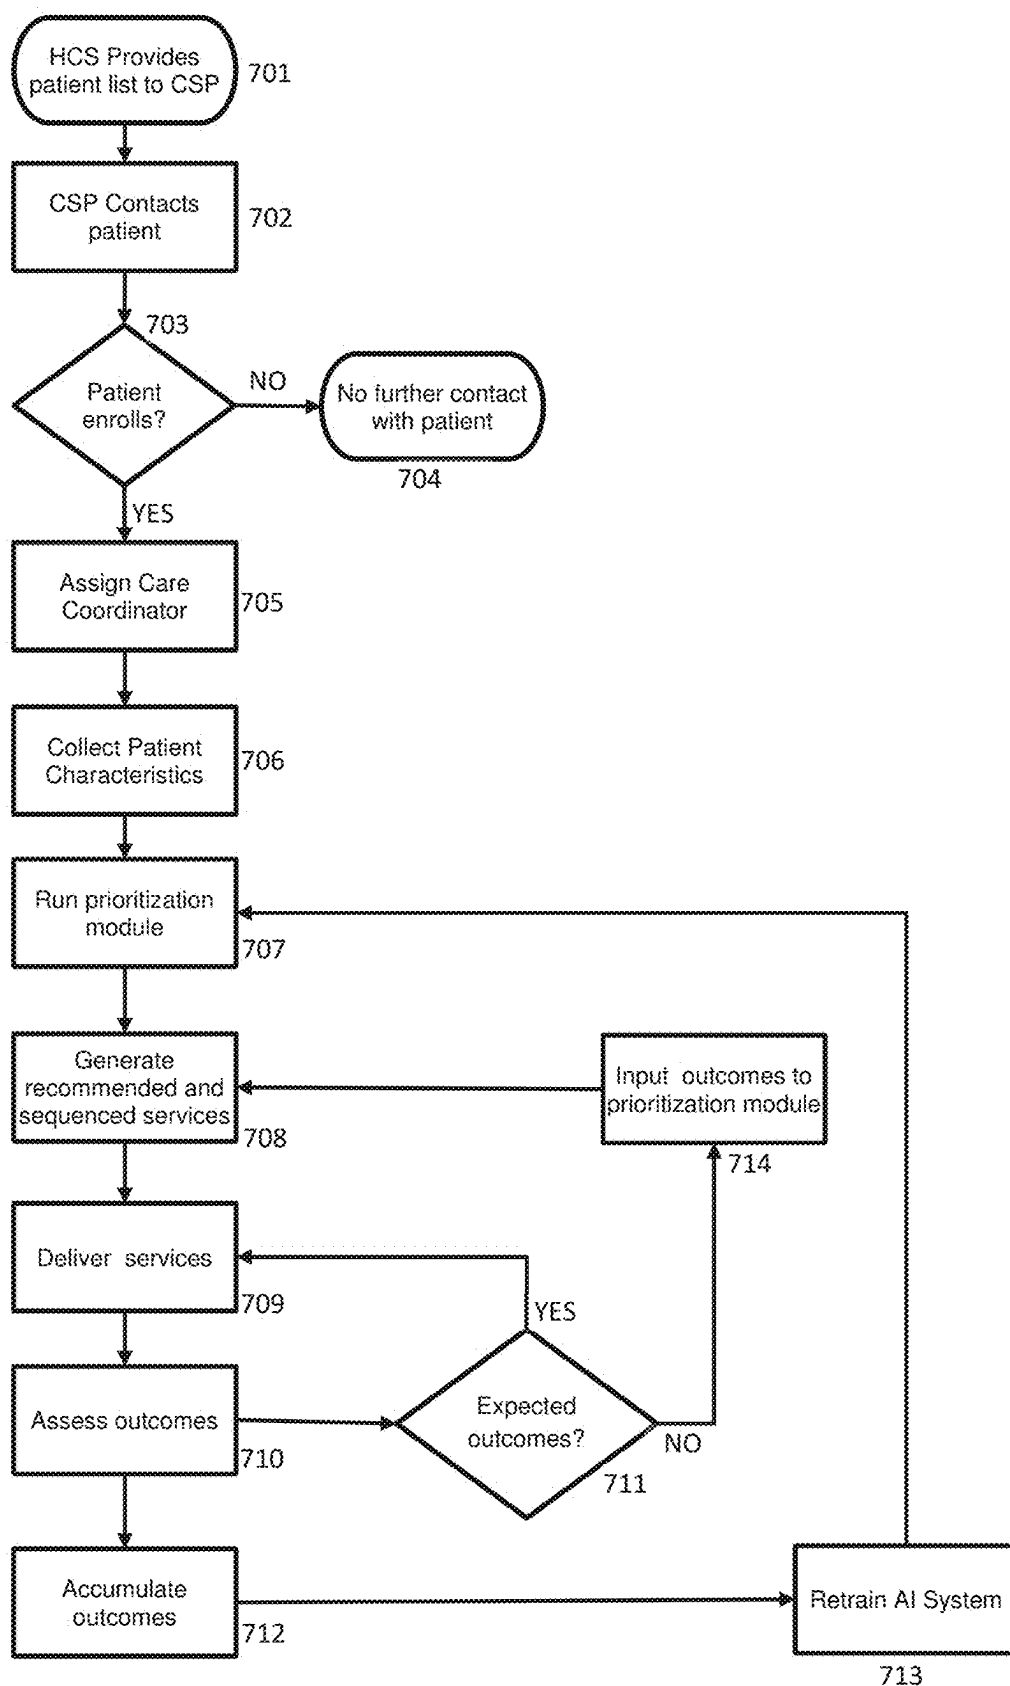 HCS Provides
patient list to CSP
701
CSP Contacts
patient
702
703
Patient
enrolls?
NO
No further contact
with patient
704
YES
Assign Care
Coordinator
705
Collect Patient
Characteristics
706
Run prioritization
module
707
Generate
recommended and
sequenced services
708
Input outcomes to
prioritization module
714
Deliver services
709
YES
Assess outcomes
710
Expected
outcomes?
NO
711
Accumulate
outcomes
712
Retrain AI System
713